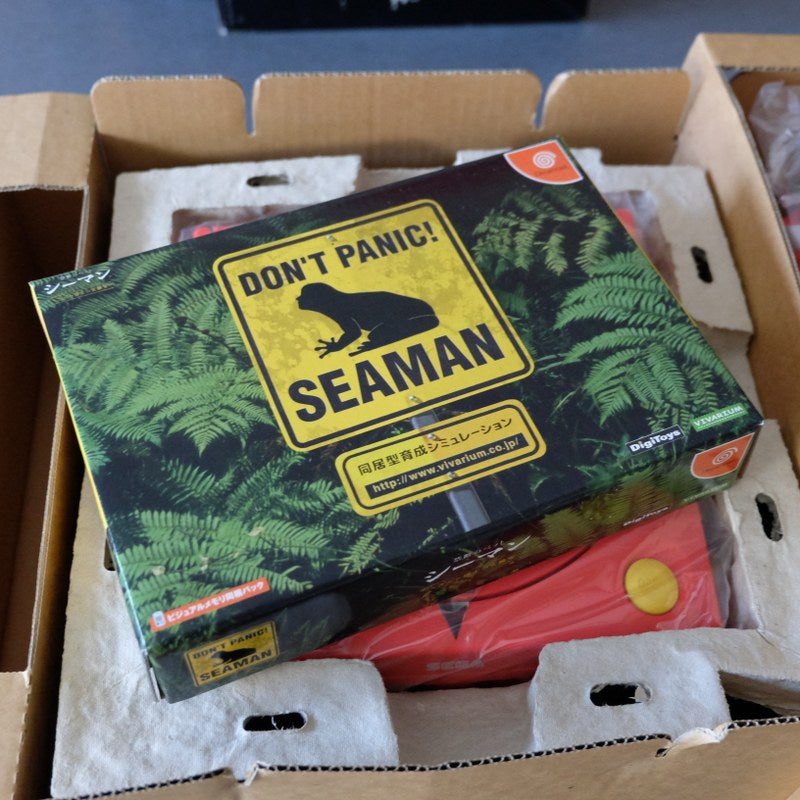 シーマン
DON'T PANIC!
SEAMAN
同居型育成シミュレーション
http://www.vivarium.co.jp/
DigiToys
VIVARIUM
ビジュアルメモリ同梱パック
シーマン
DigiToys
DON'T PANIC!
SEAMAN
SEGA